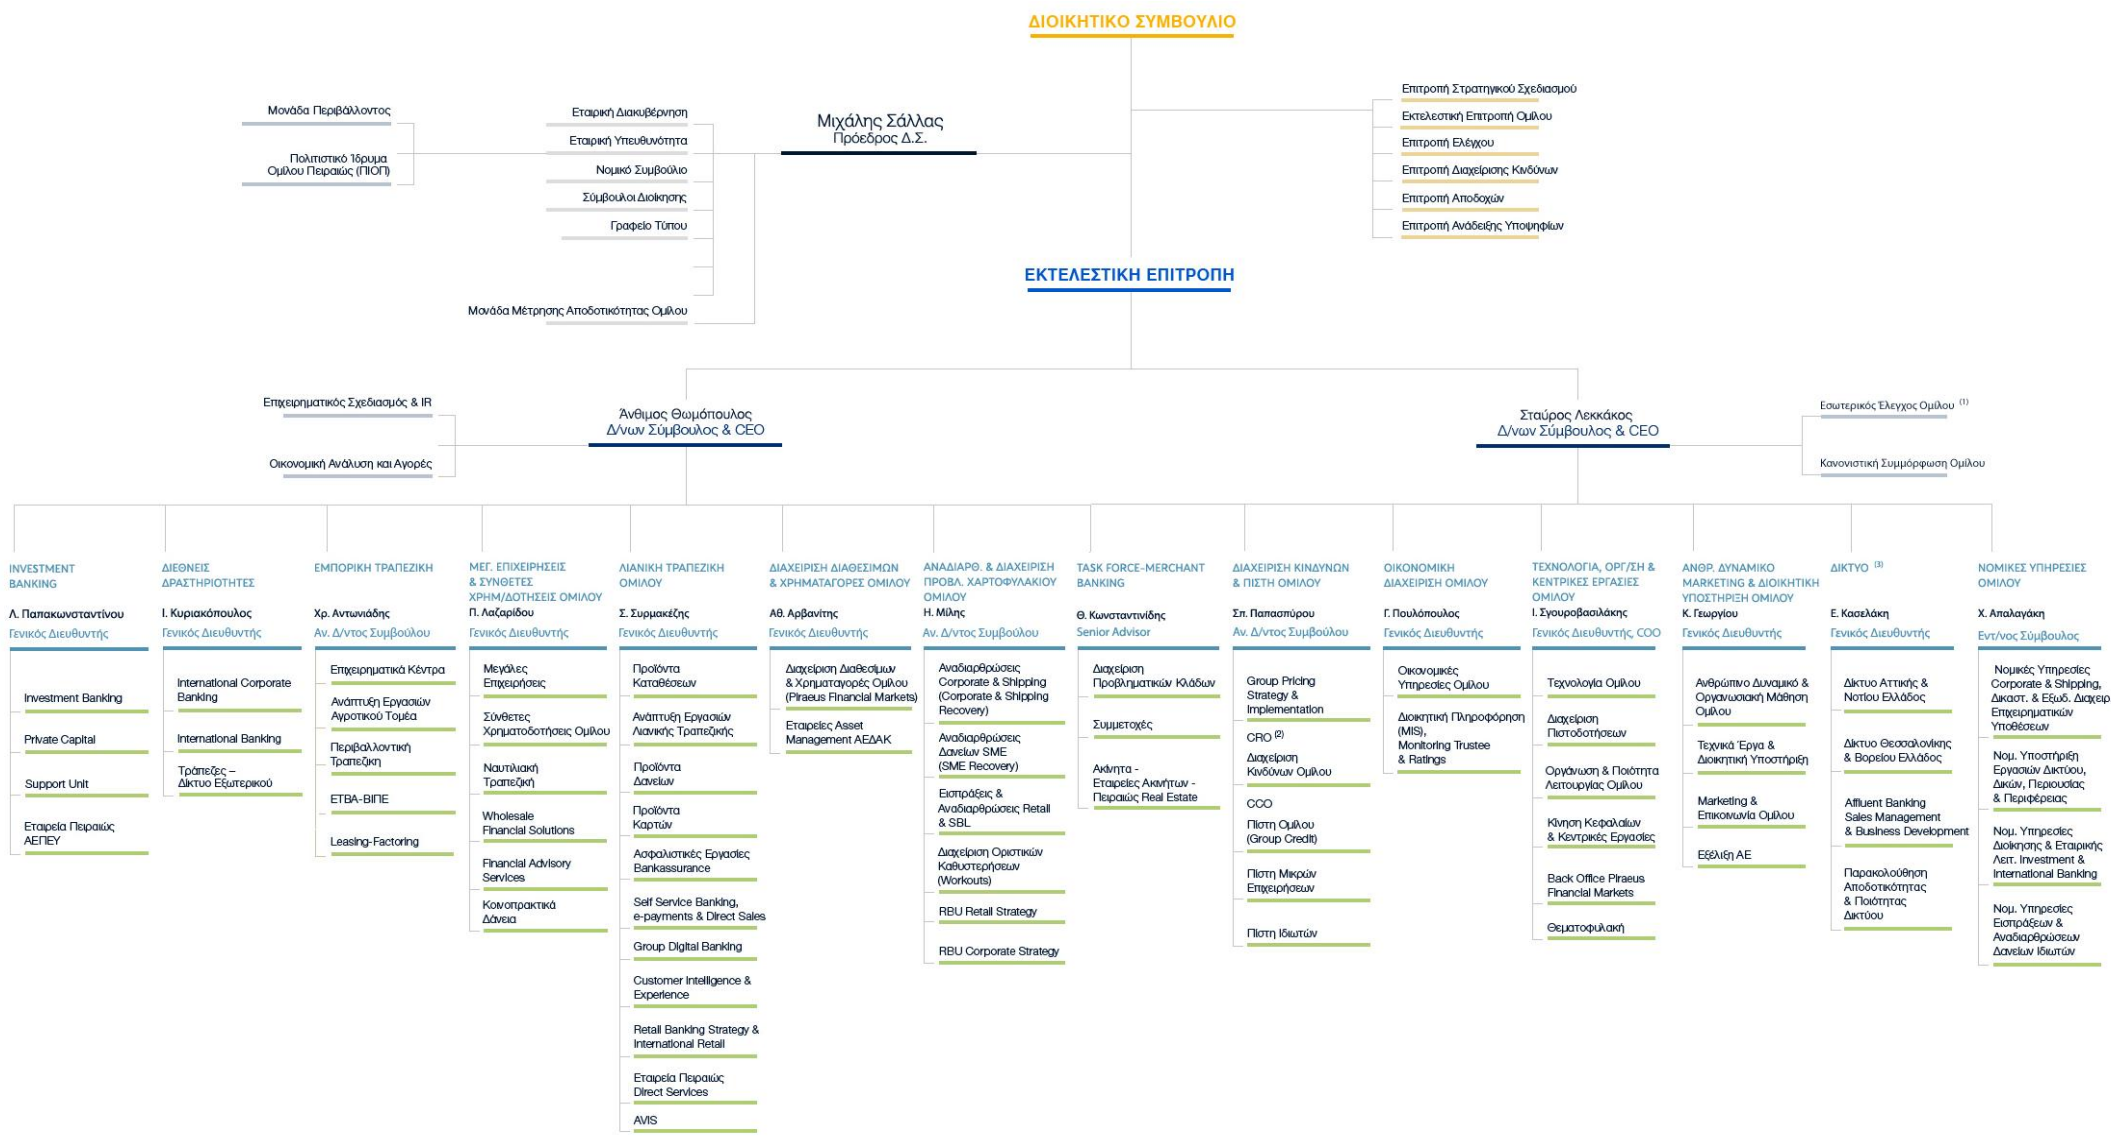 ΔΙΟΙΚΗΤΙΚΟ ΣΥΜΒΟΥΛΙΟ
Μονάδα Περιβάλλοντος
Πολιτιστικό Ίδρυμα
Ομίλου Πειραιώς (ΠΙΟΠ)
Εταιρική Διακυβέρνηση
Εταιρική Υπευθυνότητα
Νομικό Συμβούλιο
Σύμβουλοι Διοίκησης
Γραφείο Τύπου
Μονάδα Μέτρησης Αποδοτικότητας Ομίλου
Μιχάλης Σάλλας
Πρόεδρος Δ.Σ.
Επιτροπή Στρατηγικού Σχεδιασμού
Εκτελεστική Επιτροπή Ομίλου
Επιτροπή Ελέγχου
Επιτροπή Διαχείρισης Κινδύνων
Επιτροπή Αποδοχών
Επιτροπή Ανάδειξης Υποψηφίων
ΕΚΤΕΛΕΣΤΙΚΗ ΕΠΙΤΡΟΠΗ
Επιχειρηματικός Σχεδιασμός & IR
Οικονομική Ανάλυση και Αγορές
Άνθιμος Θωμόπουλος
Δ/νων Σύμβουλος & CEO
Σταύρος Λεκκάκος
Δ/νων Σύμβουλος & CEO
Εσωτερικός Έλεγχος Ομίλου (1)
Κανονιστική Συμμόρφωση Ομίλου
INVESTMENT
BANKING
Λ. Παπακωνσταντίνου
Γενικός Διευθυντής
Investment Banking
Private Capital
Support Unit
Εταιρεία Πειραιώς
ΑΕΠΕΥ
ΔΙΕΘΝΕΙΣ
ΔΡΑΣΤΗΡΙΟΤΗΤΕΣ
Ι. Κυριακόπουλος
Γενικός Διευθυντής
International Corporate
Banking
International Banking
Τράπεζες –
Δίκτυο Εξωτερικού
ΕΜΠΟΡΙΚΗ ΤΡΑΠΕΖΙΚΗ
Χρ. Αντωνιάδης
Αν. Δ/ντος Συμβούλου
Επιχειρηματικά Κέντρα
Ανάπτυξη Εργασιών
Αγροτικού Τομέα
Περιβαλλοντική
Τραπεζικη
ΕΤΒΑ-ΒΙΠΕ
Leasing-Factoring
ΜΕΓ. ΕΠΙΧΕΙΡΗΣΕΙΣ
& ΣΥΝΘΕΤΕΣ
ΧΡΗΜ/ΔΟΤΗΣΕΙΣ ΟΜΙΛΟΥ
Π. Λαζαρίδου
Γενικός Διευθυντής
Μεγάλες
Επιχειρήσεις
Σύνθετες
Χρηματοδοτήσεις Ομίλου
Ναυτιλιακή
Τραπεζική
Wholesale
Financial Solutions
Financial Advisory
Services
Κοινοπρακτικά
Δάνεια
ΛΙΑΝΙΚΗ ΤΡΑΠΕΖΙΚΗ
ΟΜΙΛΟΥ
Σ. Συρμακέζης
Γενικός Διευθυντής
Προϊόντα
Καταθέσεων
Ανάπτυξη Εργασιών
Λιανικής Τραπεζικής
Προϊόντα
Δανείων
Προϊόντα
Καρτών
Ασφαλιστικές Εργασίες
Bankassurance
Self Service Banking,
e-payments & Direct Sales
Group Digital Banking
Customer Intelligence &
Experience
Retail Banking Strategy &
International Retail
Εταιρεία Πειραιώς
Direct Services
AVIS
ΔΙΑΧΕΙΡΙΣΗ ΔΙΑΘΕΣΙΜΩΝ
& ΧΡΗΜΑΤΑΓΟΡΕΣ ΟΜΙΛΟΥ
Αθ. Αρβανίτης
Γενικός Διευθυντής
Διαχείριση Διαθεσίμων
& Χρηματαγορές Ομίλου
(Piraeus Financial Markets)
Εταιρείες Asset
Management ΑΕΔΑΚ
ΑΝΑΔΙΑΡΘ. & ΔΙΑΧΕΙΡΙΣΗ
ΠΡΟΒΛ. ΧΑΡΤΟΦΥΛΑΚΙΟΥ
ΟΜΙΛΟΥ
Η. Μίλης
Αν. Δ/ντος Συμβούλου
Αναδιαρθρώσεις
Corporate & Shipping
(Corporate & Shipping
Recovery)
Αναδιαρθρώσεις
Δανείων SME
(SME Recovery)
Εισπράξεις &
Αναδιαρθρώσεις Retail
& SBL
Διαχείριση Οριστικών
Καθυστερήσεων
(Workouts)
RBU Retail Strategy
RBU Corporate Strategy
TASK FORCE-MERCHANT
BANKING
Θ. Κωνσταντινίδης
Senior Advisor
Διαχείριση
Προβληματικών Κλάδων
Συμμετοχές
Ακίνητα -
Εταιρείες Ακινήτων -
Πειραιώς Real Estate
ΔΙΑΧΕΙΡΙΣΗ ΚΙΝΔΥΝΩΝ
& ΠΙΣΤΗ ΟΜΙΛΟΥ
Σπ. Παπασπύρου
Αν. Δ/ντος Συμβούλου
Group Pricing
Strategy &
Implementation
CRO (2)
Διαχείριση
Κινδύνων Ομίλου
CCO
Πίστη Ομίλου
(Group Credit)
Πίστη Μικρών
Επιχειρήσεων
Πίστη Ιδιωτών
ΟΙΚΟΝΟΜΙΚΗ
ΔΙΑΧΕΙΡΙΣΗ ΟΜΙΛΟΥ
Γ. Πουλόπουλος
Γενικός Διευθυντής
Οικονομικές
Υπηρεσίες Ομίλου
Διοικητική Πληροφόρηση
(MIS),
Monitoring Trustee
& Ratings
ΤΕΧΝΟΛΟΓΙΑ, ΟΡΓ/ΣΗ &
ΚΕΝΤΡΙΚΕΣ ΕΡΓΑΣΙΕΣ
ΟΜΙΛΟΥ
Ι. Σγουροβασιλάκης
Γενικός Διευθυντής, COO
Τεχνολογία Ομίλου
Διαχείριση
Πιστοδοτήσεων
Οργάνωση & Ποιότητα
Λειτουργίας Ομίλου
Κίνηση Κεφαλαίων
& Κεντρικές Εργασίες
Back Office Piraeus
Financial Markets
Θεματοφυλακή
ΑΝΘΡ. ΔΥΝΑΜΙΚΟ
MARKETING & ΔΙΟΙΚΗΤΙΚΗ
ΥΠΟΣΤΗΡΙΞΗ ΟΜΙΛΟΥ
Κ. Γεωργίου
Γενικός Διευθυντής
Ανθρώπινο Δυναμικό &
Οργανωσιακή Μάθηση
Ομίλου
Τεχνικά Έργα &
Διοικητική Υποστήριξη
Marketing &
Επικοινωνία Ομίλου
Εξέλιξη ΑΕ
ΔΙΚΤΥΟ (3)
Ε. Κασελάκη
Γενικός Διευθυντής
Δίκτυο Αττικής &
Νοτίου Ελλάδος
Δίκτυο Θεσσαλονίκης
& Βορείου Ελλάδος
Affluent Banking
Sales Management
& Business Development
Παρακολούθηση
Αποδοτικότητας
& Ποιότητας
Δικτύου
ΝΟΜΙΚΕΣ ΥΠΗΡΕΣΙΕΣ
ΟΜΙΛΟΥ
Χ. Απαλαγάκη
Εντ/νος Σύμβουλος
Νομικές Υπηρεσίες
Corporate & Shipping,
Δικαστ. & Εξωδ. Διαχειρ
Επιχειρηματικών
Υποθέσεων
Νομ. Υποστήριξη
Εργασιών Δικτύου,
Δικών, Περιουσίας
& Περιφέρειας
Νομ. Υπηρεσίες
Διοίκησης & Εταιρικής
Λειτ. Investment &
International Banking
Νομ. Υπηρεσίες
Εισπράξεων &
Αναδιαρθρώσεων
Δανείων Ιδιωτών